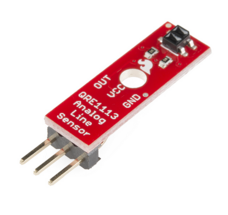 OUT
VCC
GND
QRE1113
Analog
Line
Sensor